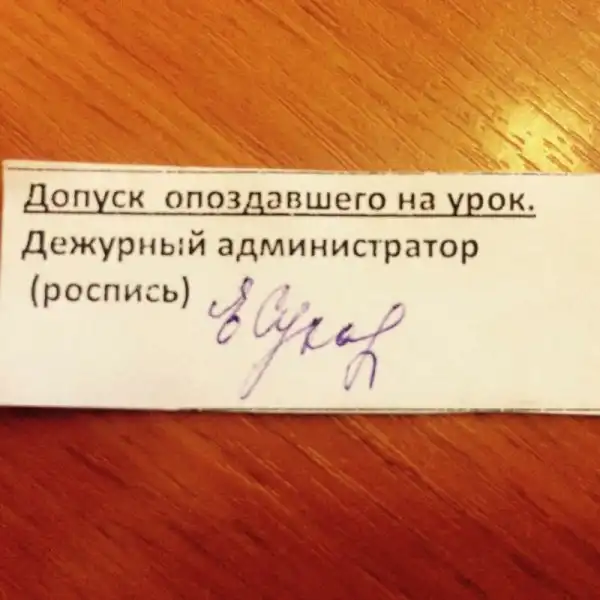 Допуск опоздавшего на урок.
Дежурный администратор
(роспись)